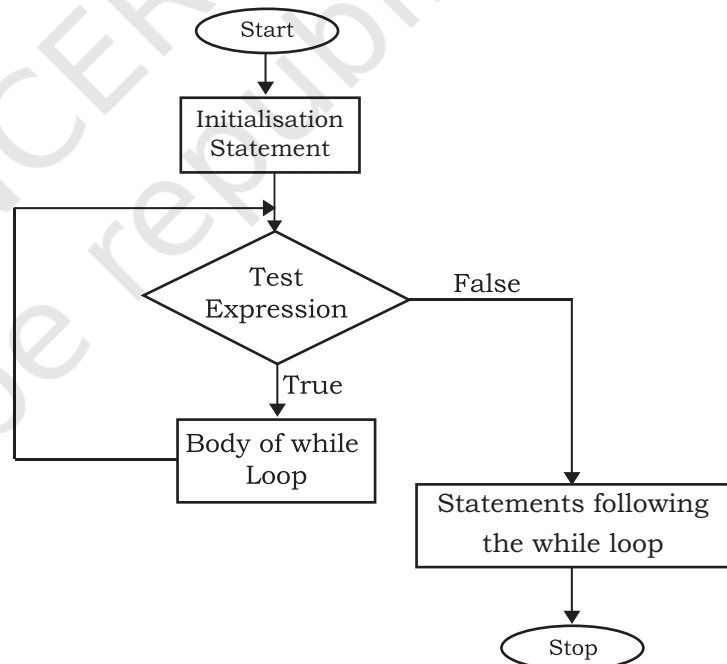 Start
Initialisation
Statement
Test
Expression
False
True
Body of while
Loop
Statements following
the while loop
Stop